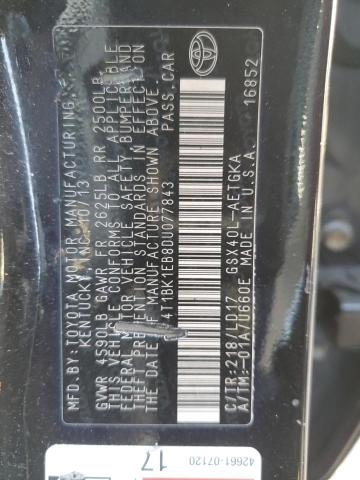 MFD.BY: TOYOTA MOTOR MANUFACTURING
KENTUCKY, INC. 10/13
GVWR 4590LB GAWR FR 2625LB RR 2500LB
THIS VEHICLE CONFORMS TO ALL APPLICABLE
FEDERAL MOTOR VEHICLE SAFETY BUMPER, AND
THEFT PREVENTION STANDARDS IN EFFECT ON
THE DATE OF MANUFACTURE SHOWN ABOVE.
4T1BK1EB8DU077843 PASS.CAR
C/TR:218/LD17 GSX40L-AETGKA
A/TM:-01A/U660E MADE IN U.S.A.
16852
TOYOTA
42661-07120
17